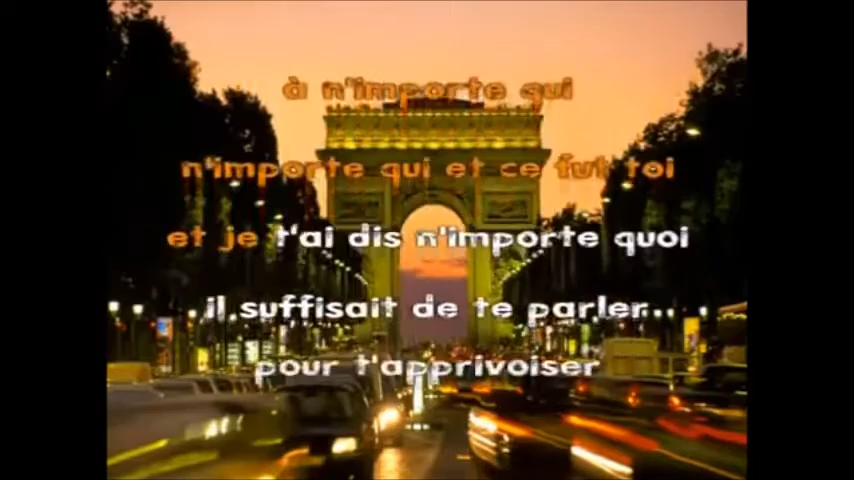 à n'importe qui
n'importe qui et ce fut toi
et je t'ai dis n'importe quoi
il suffisait de te parler
pour t'apprivoiser